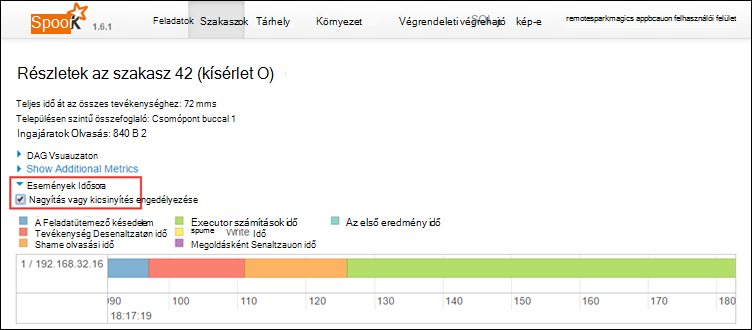 Spook 1.6.1 Feladatok Szakaszok Tárhely Környezet Végrendeleti végrehajtó kép-e remotesparkmagics appbcauon felhasználói felület
Részletek az szakasz 42 (kísérlet O)
Teljes idő át az összes tevékenységhez: 72 mms
Településen szintű összefoglaló: Csomópont buccal 1
Ingajáratok Olvasás: 840 B 2
DAG Vsuauzaton
Show Additional Metrics
Események Idősora
Nagyítás vagy kicsinyítés engedélyezése
A Feladatütemező késedelem Executor számítások idő Az első eredmény idő
Tevékenység Desenaltzaton idő spume Write Idő
Shame olvasási idő Megoldásként Senaltzauon idő
1 / 192.168.32.16
090 100 110 120 130 140 150 160 170 180
18:17:19